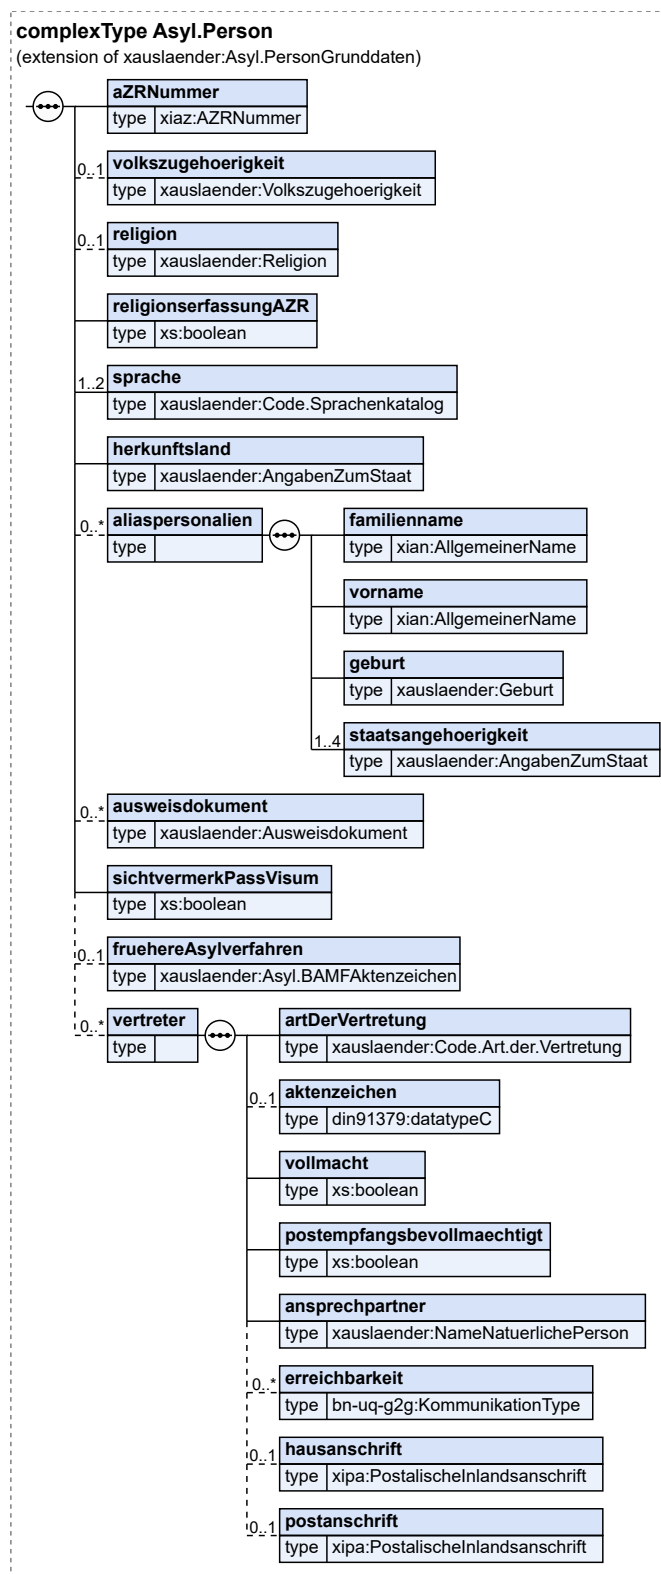 complexType Asyl.Person
(extension of xauslaender:Asyl.PersonGrunddaten)
aZRNummer
type xiaz:AZRNummer
0..1 volkszugehoerigkeit
type xauslaender:Volkszugehoerigkeit
0..1 religion
type xauslaender:Religion
religionserfassungAZR
type xs:boolean
1..2 sprache
type xauslaender:Code.Sprachenkatalog
herkunftsland
type xauslaender:AngabenZumStaat
0..* aliaspersonalien
type
familienname
type xian:AllgemeinerName
vorname
type xian:AllgemeinerName
geburt
type xauslaender:Geburt
1..4 staatsangehoerigkeit
type xauslaender:AngabenZumStaat
0..* ausweisdokument
type xauslaender:Ausweisdokument
sichtvermerkPassVisum
type xs:boolean
0..1 fruehereAsylverfahren
type xauslaender:Asyl.BAMFAktenzeichen
0..* vertreter
type
artDerVertretung
type xauslaender:Code.Art.der.Vertretung
0..1 aktenzeichen
type din91379:datatypeC
vollmacht
type xs:boolean
postempfangsbevollmaechtigt
type xs:boolean
ansprechpartner
type xauslaender:NameNatuerlichePerson
0..* erreichbarkeit
type bn-uq-g2g:KommunikationType
0..1 hausanschrift
type xipa:PostalischeInlandsanschrift
0..1 postanschrift
type xipa:PostalischeInlandsanschrift